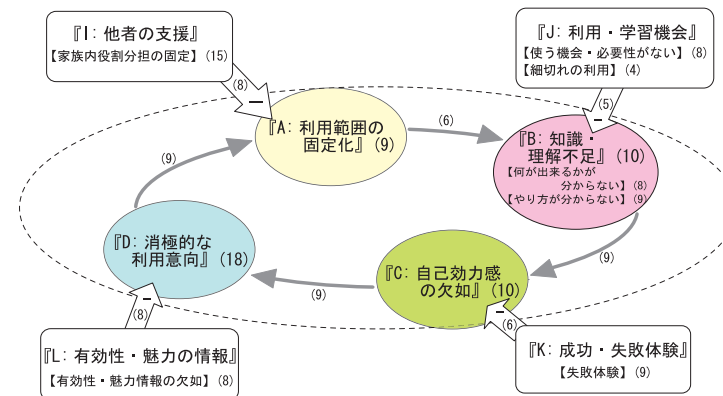 『I: 他者の支援』
【家族内役割分担の固定】(15)
『J: 利用・学習機会』
【使う機会・必要性がない】(8)
【細切れの利用】(4)
(8)
−
(5)
−
『A: 利用範囲の
固定化』(9)
(6)
『B: 知識・
理解不足』(10)
【何が出来るかが
分からない】(8)
【やり方が分からない】(9)
(9)
(9)
『D: 消極的な
利用意向』(18)
『C: 自己効力感
の欠如』(10)
(9)
−
(8)
−
(6)
『L: 有効性・魅力の情報』
【有効性・魅力情報の欠如】(8)
『K: 成功・失敗体験』
【失敗体験】(9)